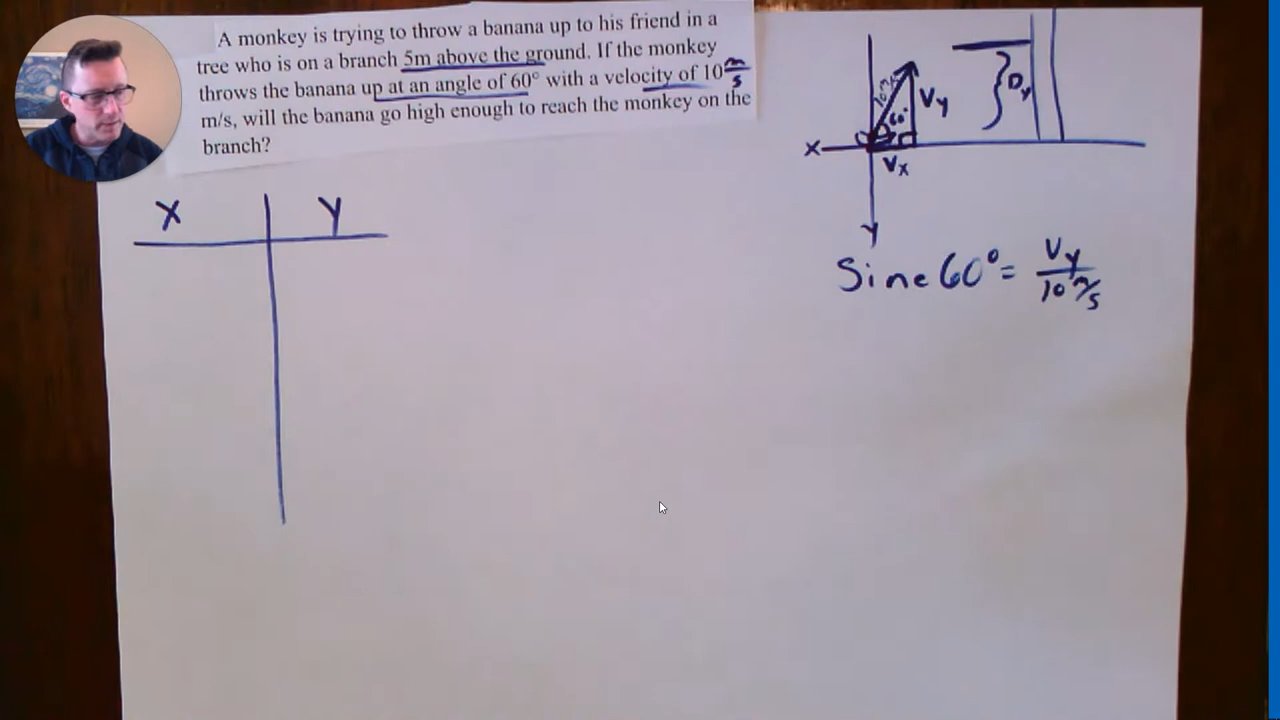 A monkey is trying to throw a banana up to his friend in a
tree who is on a branch 5m above the ground. If the monkey
throws the banana up at an angle of 60° with a velocity of 10 m/s
m/s, will the banana go high enough to reach the monkey on the
branch?
10 m/s
60°
Vy
Dy
X
Vx
y
X
Y
Sine 60° = Vy/10 m/s